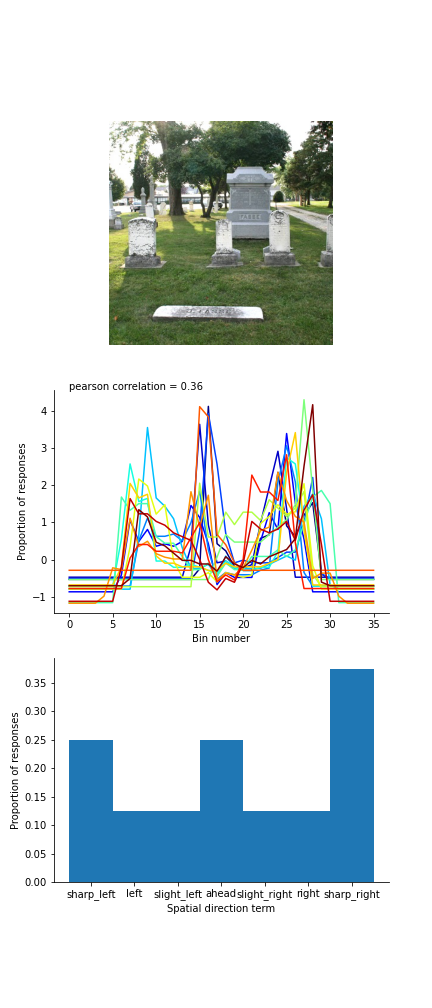 pearson correlation = 0.36
Proportion of responses
4
3
2
1
0
−1
0 5 10 15 20 25 30 35
Bin number
Proportion of responses
0.35
0.30
0.25
0.20
0.15
0.10
0.05
0.00
sharp_left left slight_left ahead slight_right right sharp_right
Spatial direction term